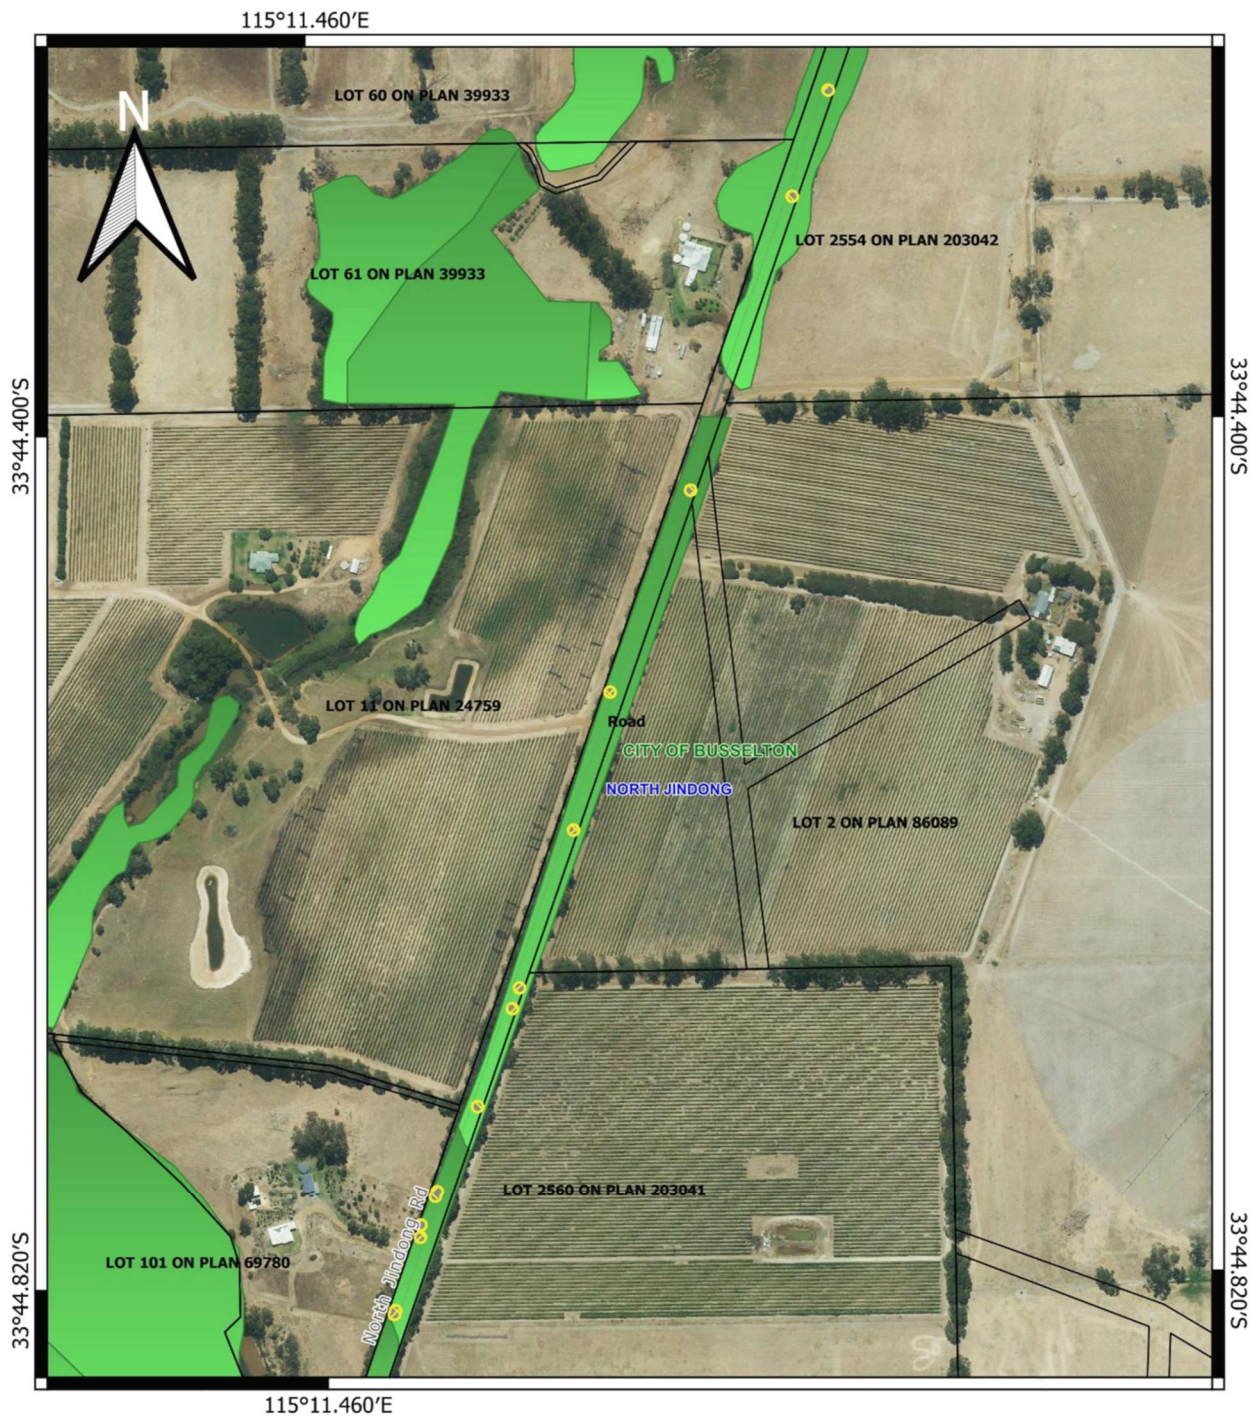 115°11.460′E
N
LOT 60 ON PLAN 39933
LOT 2554 ON PLAN 203042
LOT 61 ON PLAN 39933
33°44.400′S
33°44.400′S
LOT 11 ON PLAN 24759
Road
CITY OF BUSSELTON
NORTH JINDONG
LOT 2 ON PLAN 86089
LOT 2560 ON PLAN 203041
North Jindong Rd
LOT 101 ON PLAN 69780
33°44.820′S
33°44.820′S
115°11.460′E